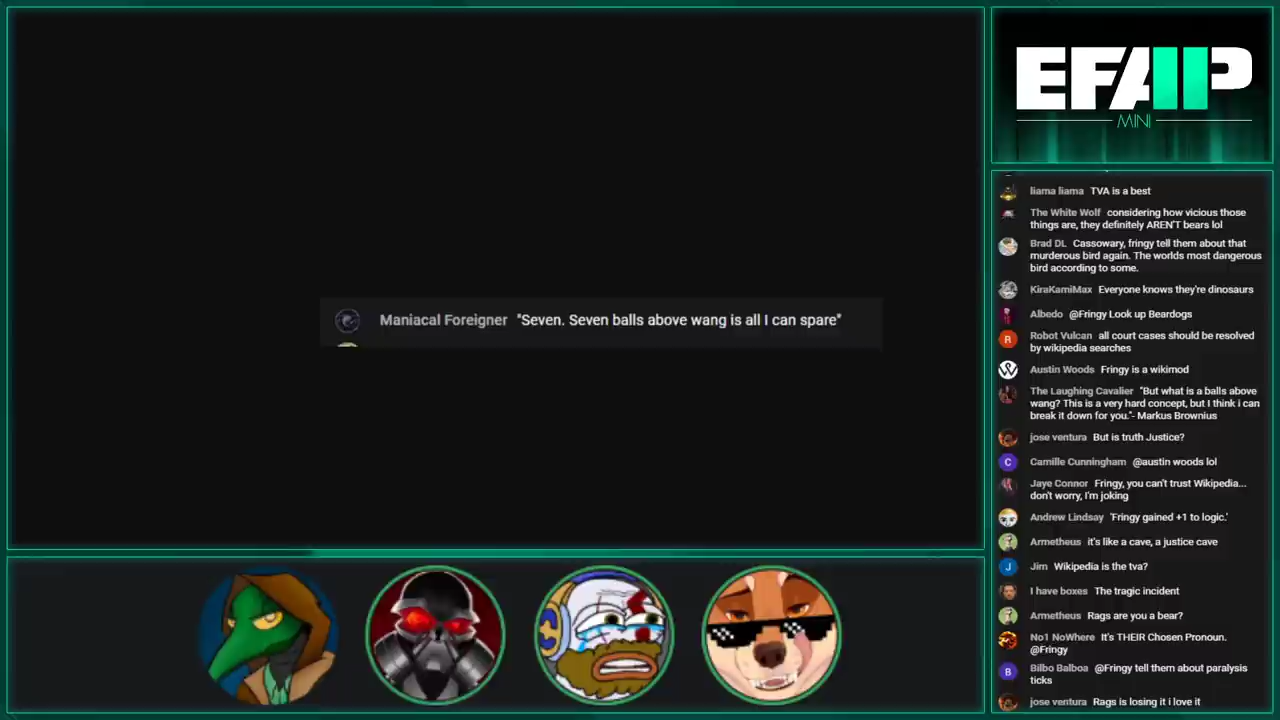 Maniacal Foreigner "Seven. Seven balls above wang is all I can spare"
EFAP
MINI
liama liama TVA is a best
The White Wolf considering how vicious those
things are, they definitely AREN'T bears lol
Brad DL Cassowary, fringy tell them about that
murderous bird again. The worlds most dangerous
bird according to some.
KiraKamiMax Everyone knows they're dinosaurs
Albedo @Fringy Look up Beardogs
R
Robot Vulcan all court cases should be resolved
by wikipedia searches
Austin Woods Fringy is a wikimod
The Laughing Cavalier "But what is a balls above
wang? This is a very hard concept, but I think i can
break it down for you."- Markus Brownius
jose ventura But is truth Justice?
C
Camille Cunningham @austin woods lol
Jaye Connor Fringy, you can't trust Wikipedia...
don't worry, I'm joking
Andrew Lindsay 'Fringy gained +1 to logic.'
Armetheus it's like a cave, a justice cave
J
Jim Wikipedia is the tva?
I have boxes The tragic incident
Armetheus Rags are you a bear?
No1 NoWhere It's THEIR Chosen Pronoun.
@Fringy
B
Bilbo Balboa @Fringy tell them about paralysis
ticks
jose ventura Rags is losing it i love it